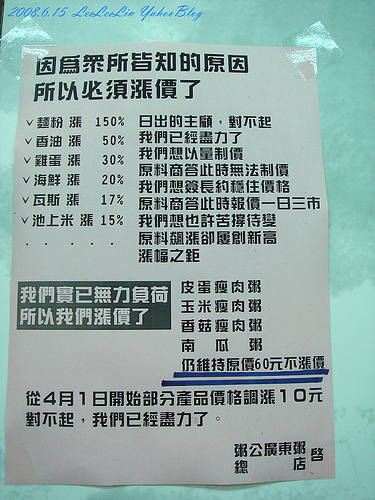 2008.6.15 LeeLeeLin YahooBlog
因為眾所皆知的原因
所以必須漲價了
✓麵粉 漲 150% 日出的主顧，對不起
✓香油 漲 50% 我們已經盡力了
✓雞蛋 漲 30% 我們想以量制價
原料商答此時無法制價
✓海鮮 漲 20% 我們想簽長約穩住價格
✓瓦斯 漲 17% 原料商答此時報價一日三市
✓池上米 漲 15% 我們想也許苦撐待變
. . . . . 原料飆漲卻屢創新高
漲幅之鉅
我們實已無力負荷
所以我們漲價了
皮蛋瘦肉粥
玉米瘦肉粥
香菇瘦肉粥
南瓜粥
仍維持原價60元不漲價
從4月1日開始部分產品價格調漲10元
對不起，我們已經盡力了。
粥公廣東粥
總店 啓